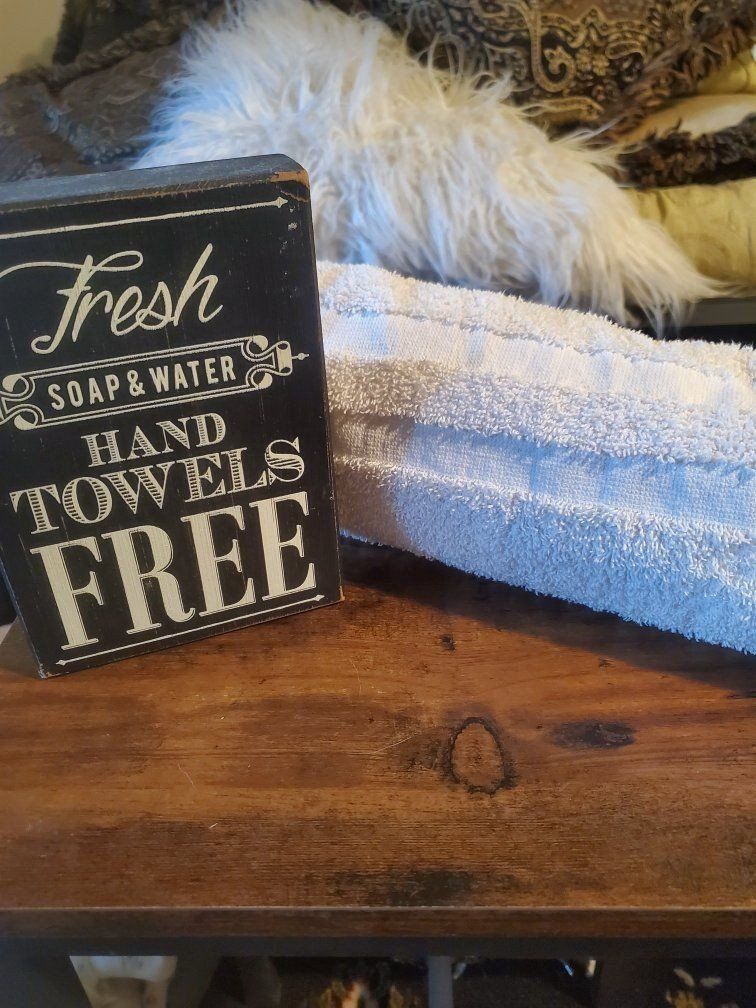 Fresh
SOAP & WATER
HAND
TOWELS
FREE